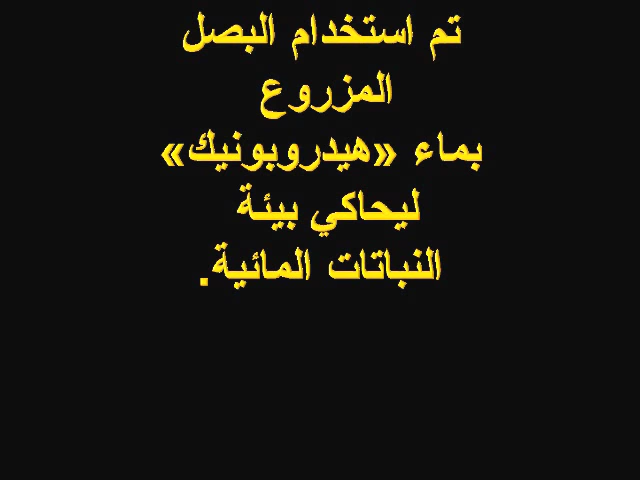 تم استخدام البصل
المزروع
بماء «هيدروبونيك»
ليحاكي بيئة
النباتات المائية.